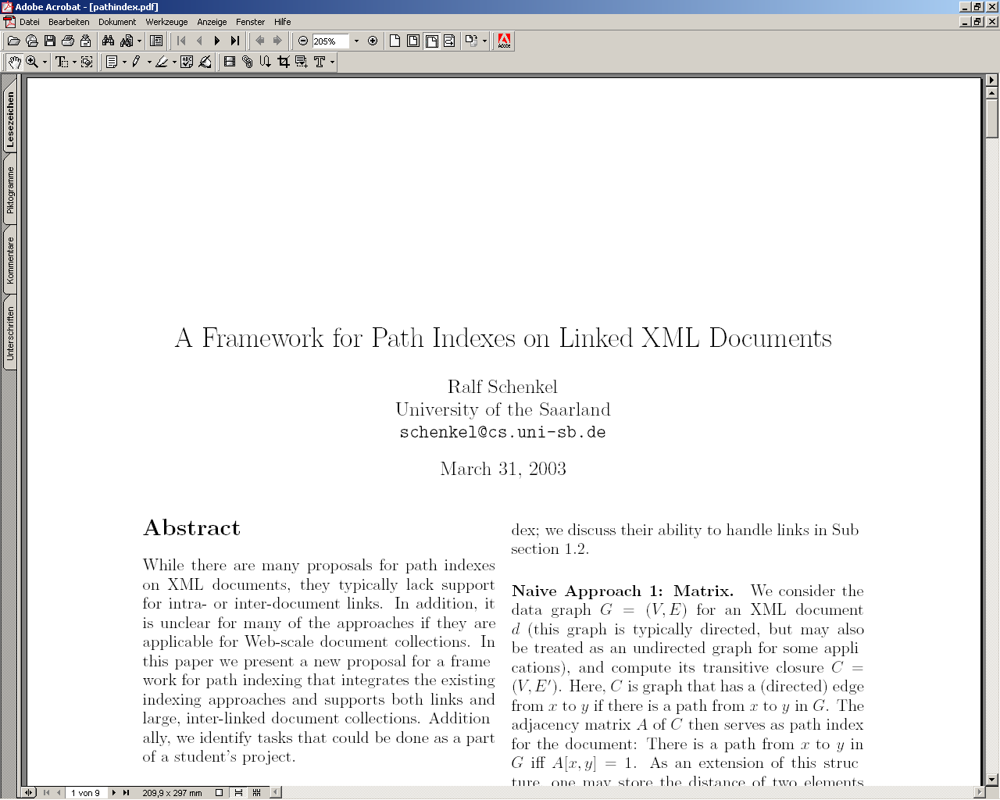 Adobe Acrobat - [pathindex.pdf]
Datei Bearbeiten Dokument Werkzeuge Anzeige Fenster Hilfe
205%
Adobe
Lesezeichen
Piktogramme
Kommentare
Unterschriften
A Framework for Path Indexes on Linked XML Documents
Ralf Schenkel
University of the Saarland
schenkel@cs.uni-sb.de
March 31, 2003
Abstract
While there are many proposals for path indexes
on XML documents, they typically lack support
for intra- or inter-document links. In addition, it
is unclear for many of the approaches if they are
applicable for Web-scale document collections. In
this paper we present a new proposal for a frame
work for path indexing that integrates the existing
indexing approaches and supports both links and
large, inter-linked document collections. Addition
ally, we identify tasks that could be done as a part
of a student's project.
dex; we discuss their ability to handle links in Sub
section 1.2.
Naive Approach 1: Matrix. We consider the
data graph G = (V, E) for an XML document
d (this graph is typically directed, but may also
be treated as an undirected graph for some appli
cations), and compute its transitive closure C =
(V, E′). Here, C is graph that has a (directed) edge
from x to y if there is a path from x to y in G. The
adjacency matrix A of C then serves as path index
for the document: There is a path from x to y in
G iff A[x, y] = 1. As an extension of this struc
ture, one may store the distance of two elements
1 von 9
209,9 x 297 mm